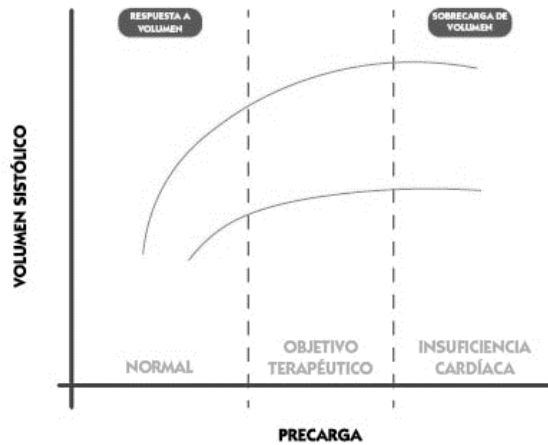 RESPUESTA A
VOLUMEN
SOBRECARGA DE
VOLUMEN
VOLUMEN SISTÓLICO
NORMAL
OBJETIVO
TERAPÉUTICO
INSUFICIENCIA
CARDÍACA
PRECARGA